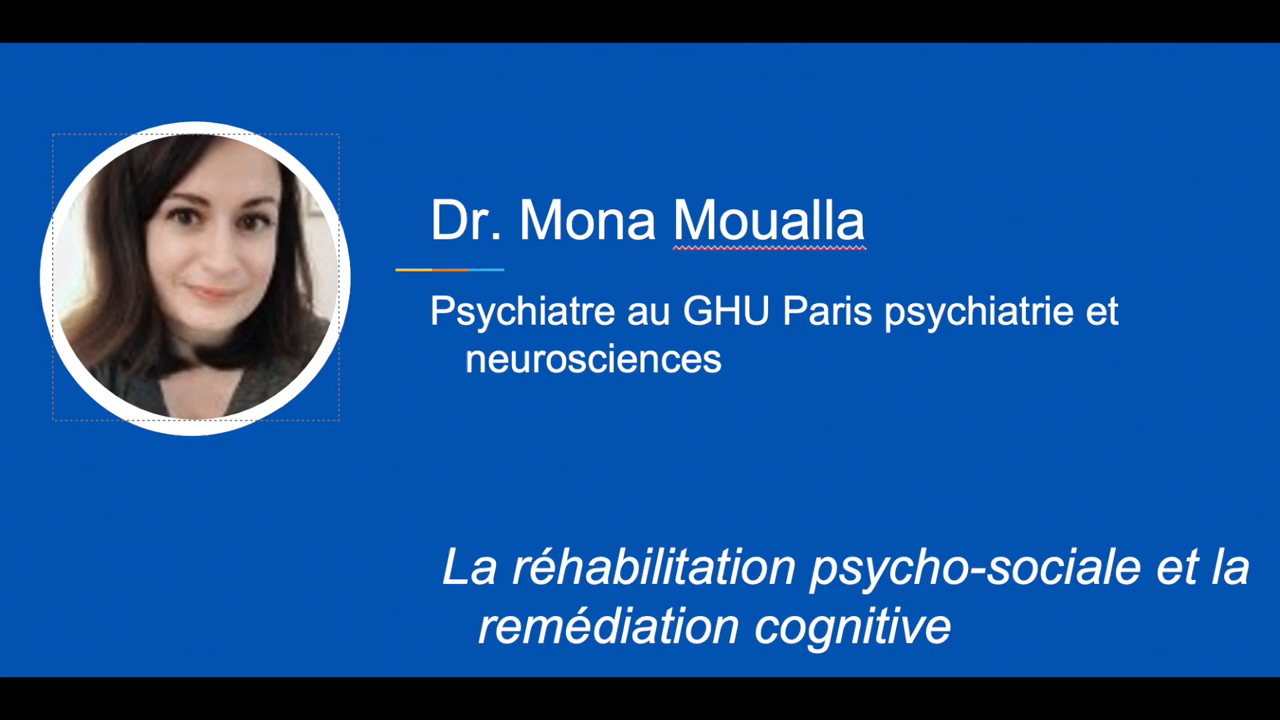 Dr. Mona Moualla
Psychiatre au GHU Paris psychiatrie et
neurosciences
La réhabilitation psycho-sociale et la
remédiation cognitive